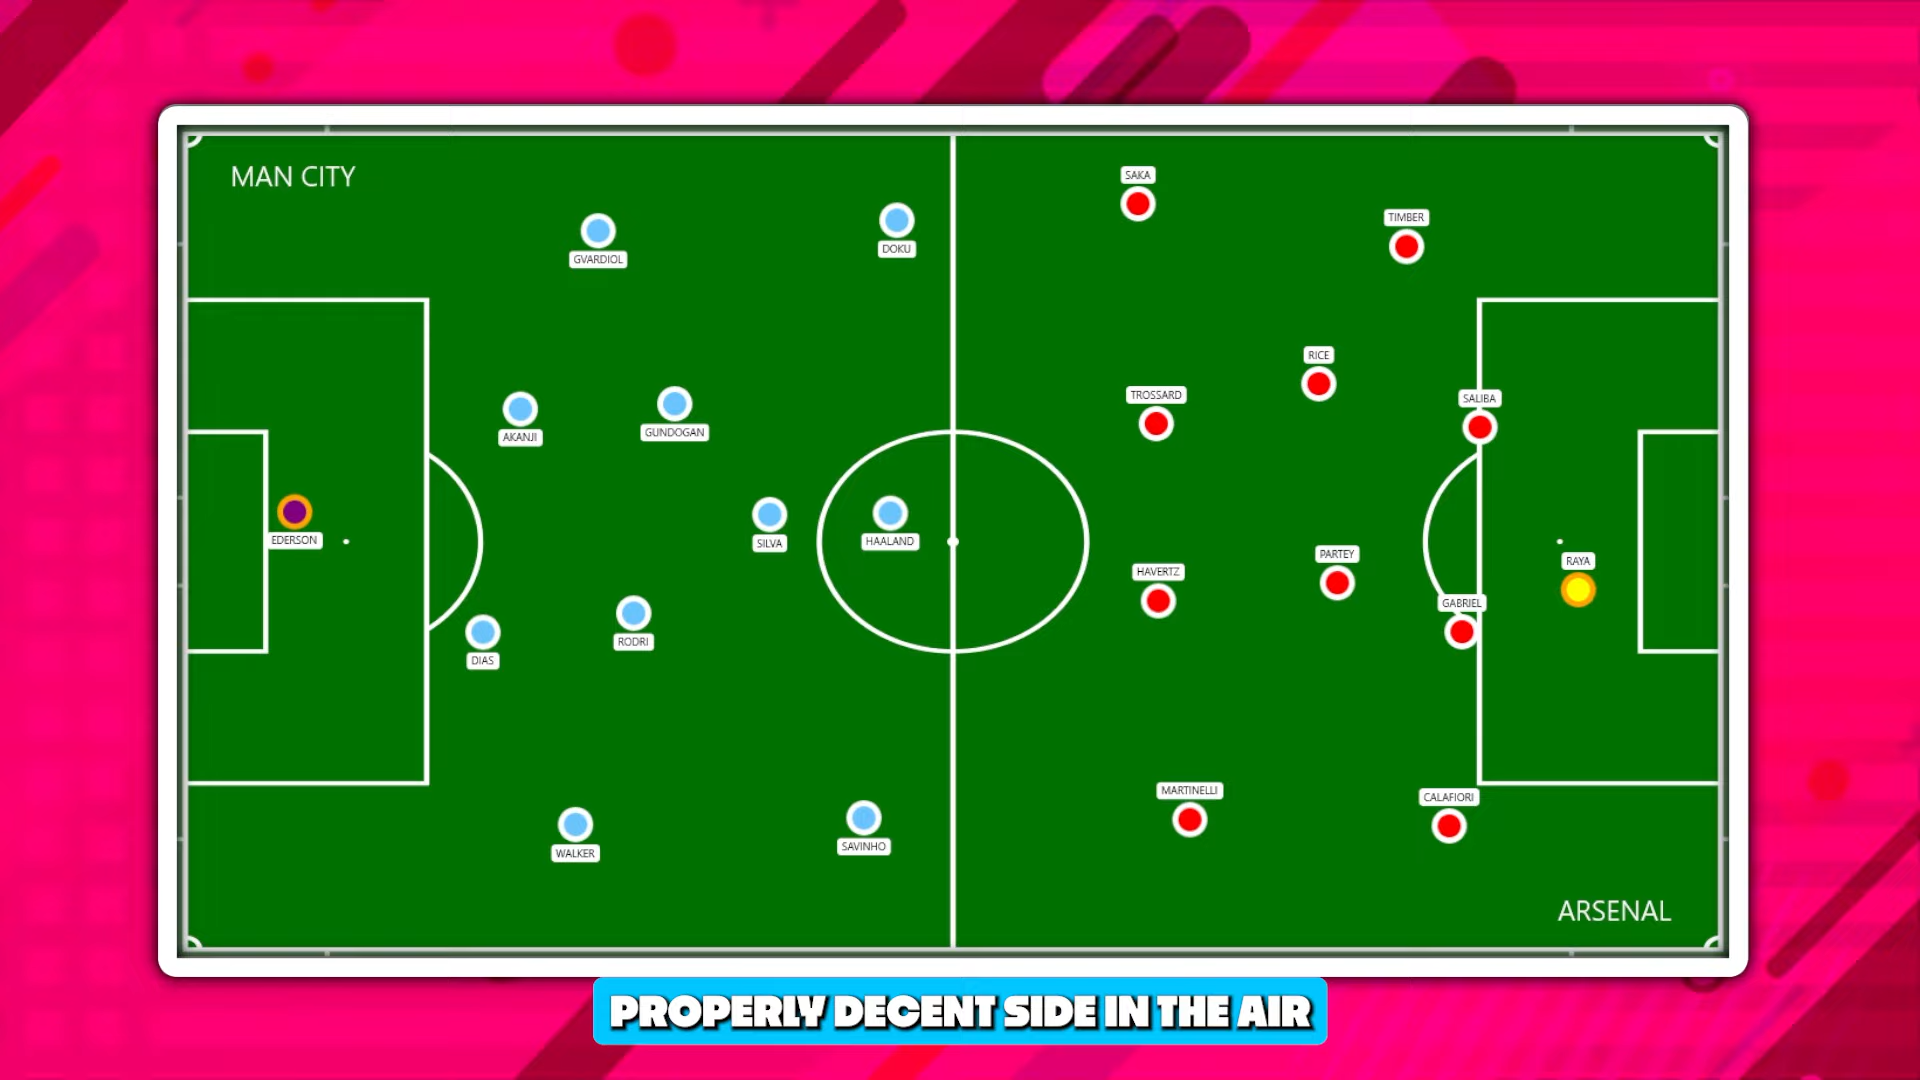 MAN CITY
SAKA
TIMBER
DOKU
GVARDIOL
RICE
TROSSARD
SALIBA
GUNDOGAN
AKANJI
EDERSON
SILVA
HAALAND
PARTEY
RAYA
HAVERTZ
GABRIEL
RODRI
DIAS
MARTINELLI
CALAFIORI
SAVINHO
WALKER
ARSENAL
PROPERLY DECENT SIDE IN THE AIR